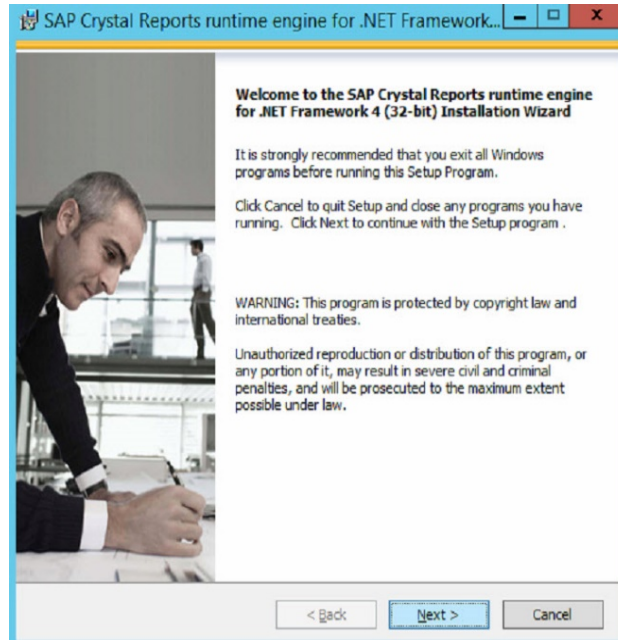 SAP Crystal Reports runtime engine for .NET Framework...
Welcome to the SAP Crystal Reports runtime engine
for .NET Framework 4 (32-bit) Installation Wizard
It is strongly recommended that you exit all Windows
programs before running this Setup Program.
Click Cancel to quit Setup and close any programs you have
running. Click Next to continue with the Setup program .
WARNING: This program is protected by copyright law and
international treaties.
Unauthorized reproduction or distribution of this program, or
any portion of it, may result in severe civil and criminal
penalties, and will be prosecuted to the maximum extent
possible under law.
< Back Next > Cancel